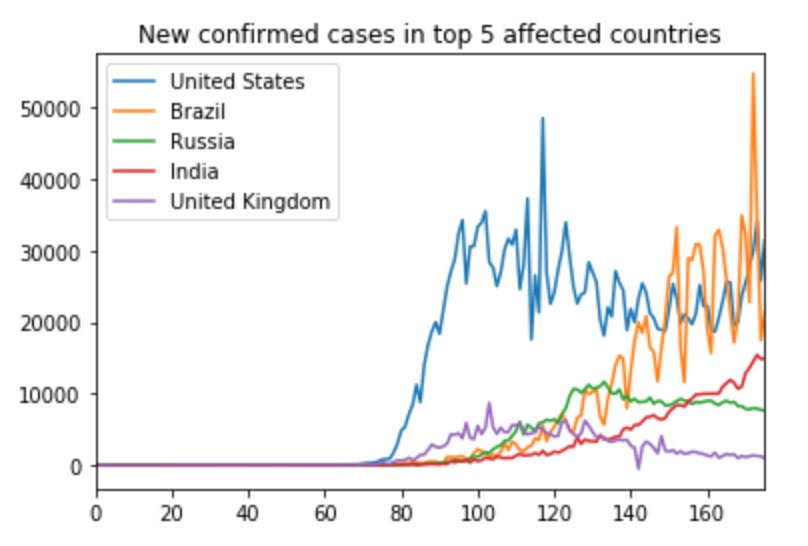 New confirmed cases in top 5 affected countries
United States
Brazil
Russia
India
United Kingdom
50000
40000
30000
20000
10000
0
0 20 40 60 80 100 120 140 160